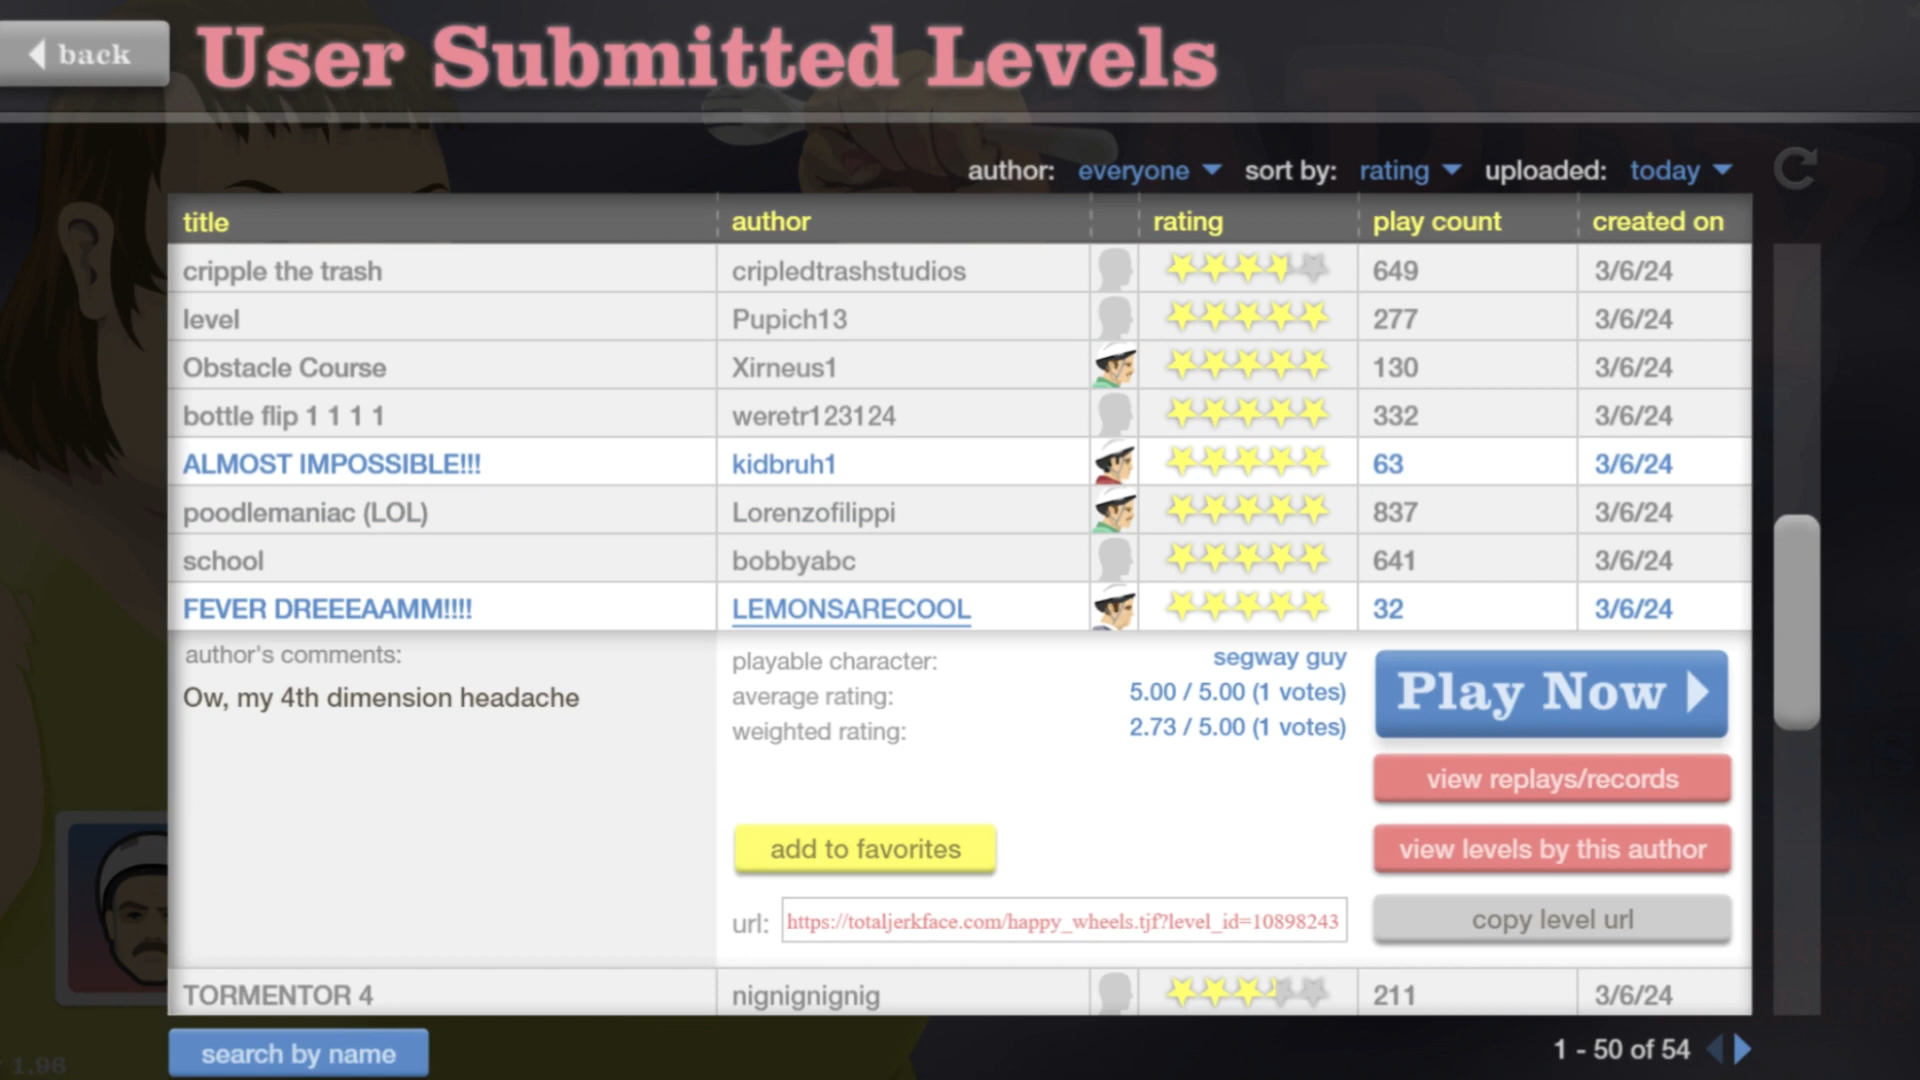 back
User Submitted Levels
author: everyone sort by: rating uploaded: today
title author rating play count created on
cripple the trash cripledtrashstudios 649 3/6/24
level Pupich13 277 3/6/24
Obstacle Course Xirneus1 130 3/6/24
bottle flip 1 1 1 1 weretr123124 332 3/6/24
ALMOST IMPOSSIBLE!!! kidbruh1 63 3/6/24
poodlemaniac (LOL) Lorenzofilippi 837 3/6/24
school bobbyabc 641 3/6/24
FEVER DREEEAAMM!!!! LEMONSARECOOL 32 3/6/24
author's comments:
Ow, my 4th dimension headache
playable character: segway guy
average rating: 5.00 / 5.00 (1 votes)
weighted rating: 2.73 / 5.00 (1 votes)
Play Now
view replays/records
add to favorites
view levels by this author
url: https://totaljerkface.com/happy_wheels.tjf?level_id=10898243
copy level url
TORMENTOR 4 nignignignig 211 3/6/24
search by name
1 - 50 of 54
1.96